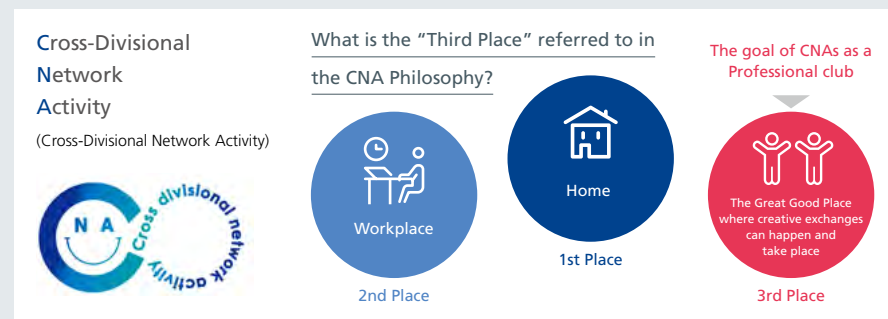 Cross-Divisional
Network
Activity
(Cross-Divisional Network Activity)
N A
Cross divisional network activity
What is the “Third Place” referred to in
the CNA Philosophy?
Workplace
2nd Place
Home
1st Place
The goal of CNAs as a
Professional club
The Great Good Place
where creative exchanges
can happen and
take place
3rd Place